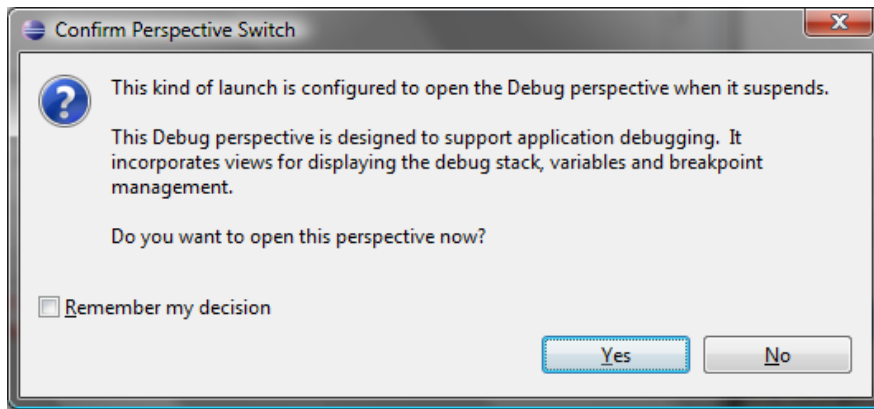 Confirm Perspective Switch
This kind of launch is configured to open the Debug perspective when it suspends.
This Debug perspective is designed to support application debugging. It
incorporates views for displaying the debug stack, variables and breakpoint
management.
Do you want to open this perspective now?
Remember my decision
Yes
No